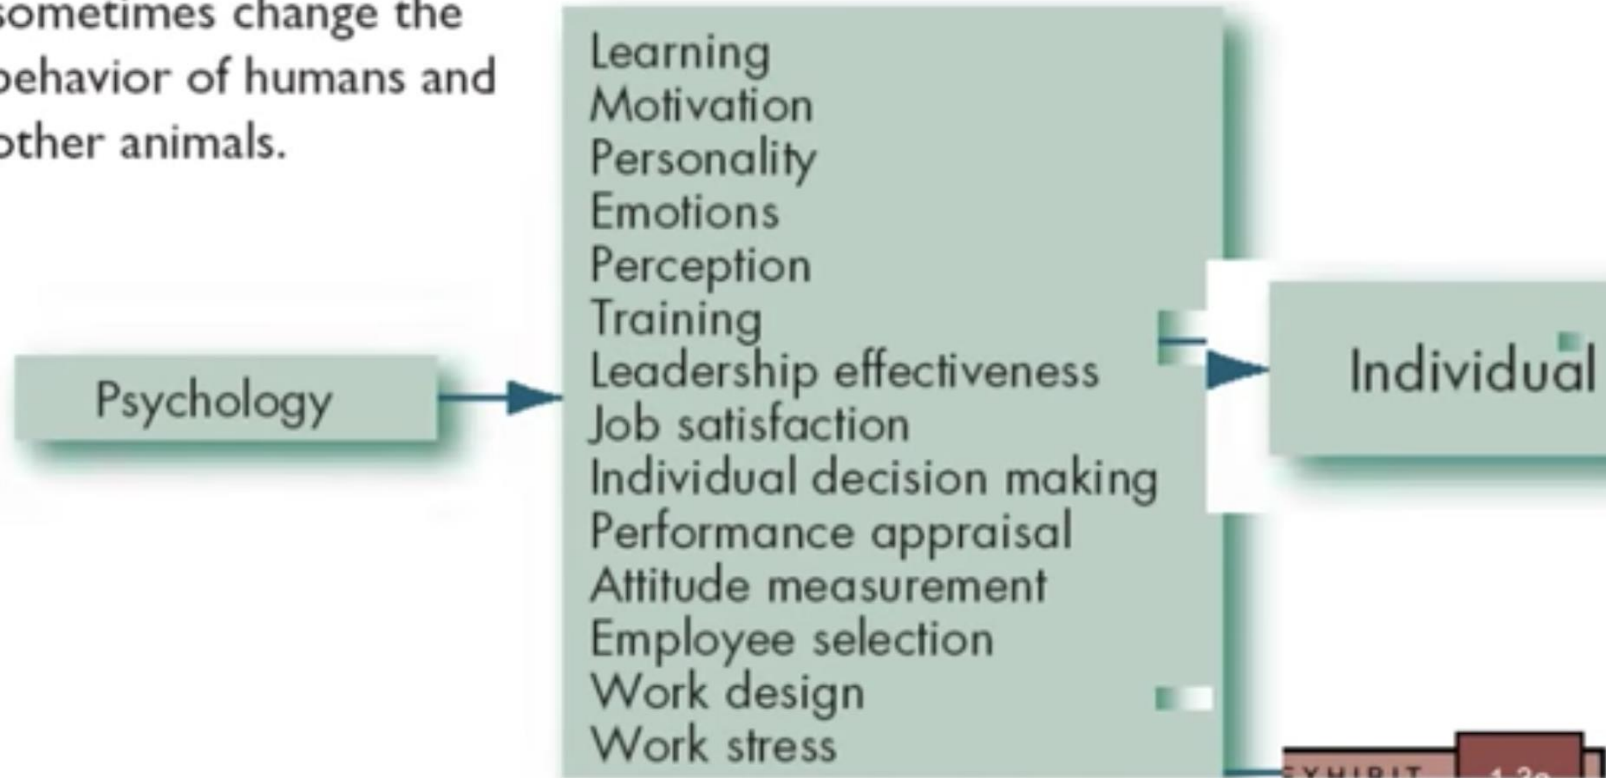 sometimes change the
behavior of humans and
other animals.
Psychology
Learning
Motivation
Personality
Emotions
Perception
Training
Leadership effectiveness
Job satisfaction
Individual decision making
Performance appraisal
Attitude measurement
Employee selection
Work design
Work stress
Individual